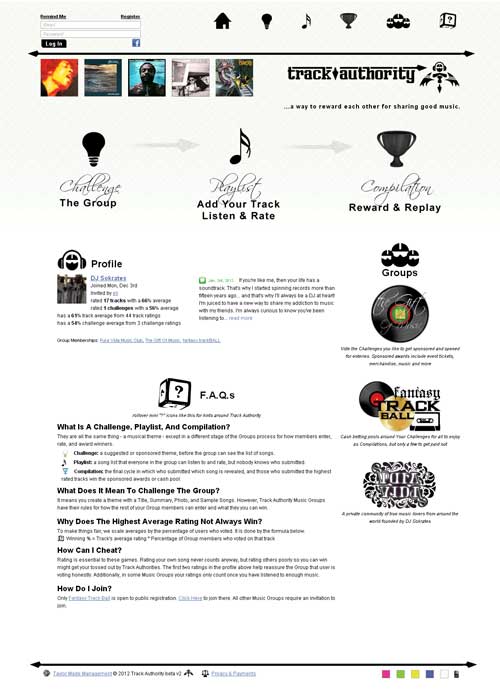 Remind Me Register
Email
Password
Log In
track authority
...a way to reward each other for sharing good music.
Challenge
The Group
Playlist
Add Your Track
Listen & Rate
Compilation
Reward & Replay
Profile
DJ Sokrates
Joined Mon, Dec 3rd
Invited by
rated 17 tracks with a 66% average
rated 1 challenges with a 56% average
has a 61% track average from 44 track ratings
has a 54% challenge average from 3 challenge ratings
Group Memberships: Pura Vida Music Club, The Gift Of Music, fantasy trackBALL
If you're like me, then your life has a
soundtrack. That's why I started spinning records more than
fifteen years ago... and that's why I'll always be a DJ at heart!
I'm juiced to have a new way to share my addiction to music
with my friends. I'm always curious to know you've been
listening to... read more
Groups
the Gift
Of Music
Vote the Challenges you like to get sponsored and opened
for entries. Sponsored awards include event tickets,
merchandise, music and more
fantasy
TRACK
BALL
Cash betting pools around Your Challenges for all to enjoy
as Compilations, but only a few to get paid out
A private community of true music lovers from around the
world founded by DJ Sokrates
F.A.Qs
rollover mini "?" icons like this for hints around Track Authority
What Is A Challenge, Playlist, And Compilation?
They are all the same thing - a musical theme - except in a different stage of the Groups process for how members enter,
rate, and award winners.
Challenge: a suggested or sponsored theme, before the group can see the list of songs.
Playlist: a song list that everyone in the group can listen to and rate, but nobody knows who submitted.
Compilation: the final cycle in which who submitted which song is revealed, and those who submitted the highest
rated tracks win the sponsored awards or cash pool.
What Does It Mean To Challenge The Group?
It means you create a theme with a Title, Summary, Photo, and Sample Songs. However, Track Authority Music Groups
have their rules for how the rest of your Group members can enter and what they you can win.
Why Does The Highest Average Rating Not Always Win?
To make things fair, we scale averages by the percentage of users who voted. It is done by the formula below.
Winning % = Track's average rating * Percentage of Group members who voted on that track
How Can I Cheat?
Rating is essential to these games. Rating your own song never counts anyway, but rating others poorly so you can win
might get your tossed out by Track Authorities. The first two ratings in the profile above help reassure the Group that user is
voting honestly. Additionally, in some Music Groups your ratings only count once you have listened to enough music.
How Do I Join?
Only Fantasy Track Ball is open to public registration. Click Here to join there. All other Music Groups require an invitation to
join.
Taylor Made Management © 2012 Track Authority beta v2 Privacy & Payments